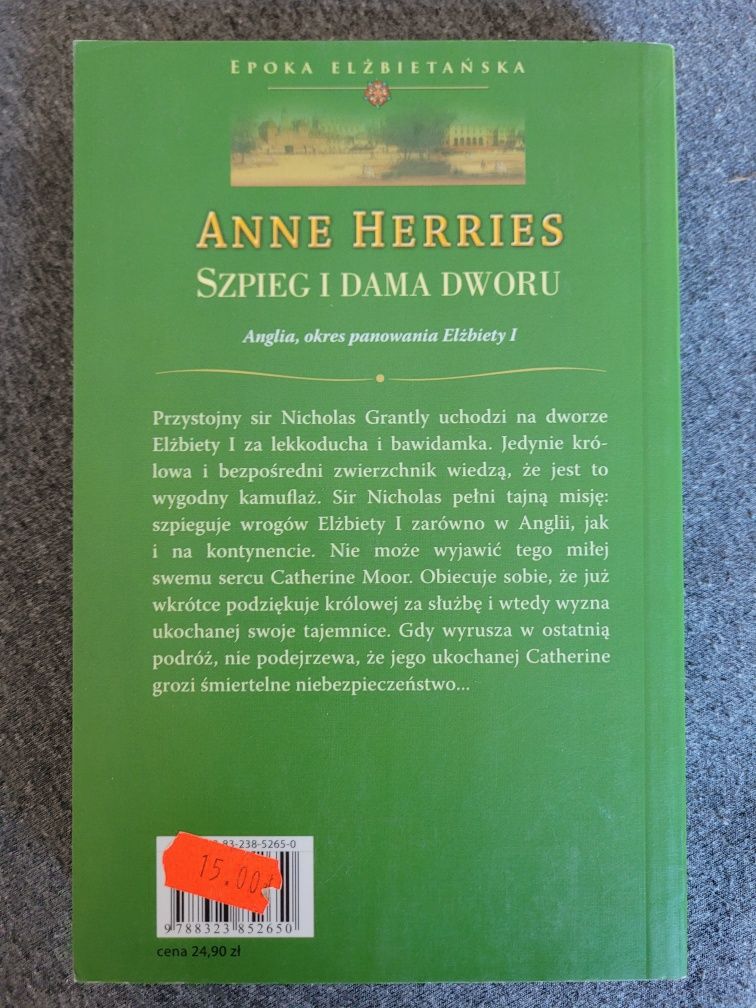 EPOKA ELŻBIETAŃSKA
ANNE HERRIES
SZPIEG I DAMA DWORU
Anglia, okres panowania Elżbiety I
Przystojny sir Nicholas Grantly uchodzi na dworze
Elżbiety I za lekkoducha i bawidamka. Jedynie kró-
lowa i bezpośredni zwierzchnik wiedzą, że jest to
wygodny kamuflaż. Sir Nicholas pełni tajną misję:
szpieguje wrogów Elżbiety I zarówno w Anglii, jak
i na kontynencie. Nie może wyjawić tego miłej
swemu sercu Catherine Moor. Obiecuje sobie, że już
wkrótce podziękuje królowej za służbę i wtedy wyzna
ukochanej swoje tajemnice. Gdy wyrusza w ostatnią
podróż, nie podejrzewa, że jego ukochanej Catherine
grozi śmiertelne niebezpieczeństwo...
83-238-5265-0
15.00
9788323852650
cena 24,90 zł